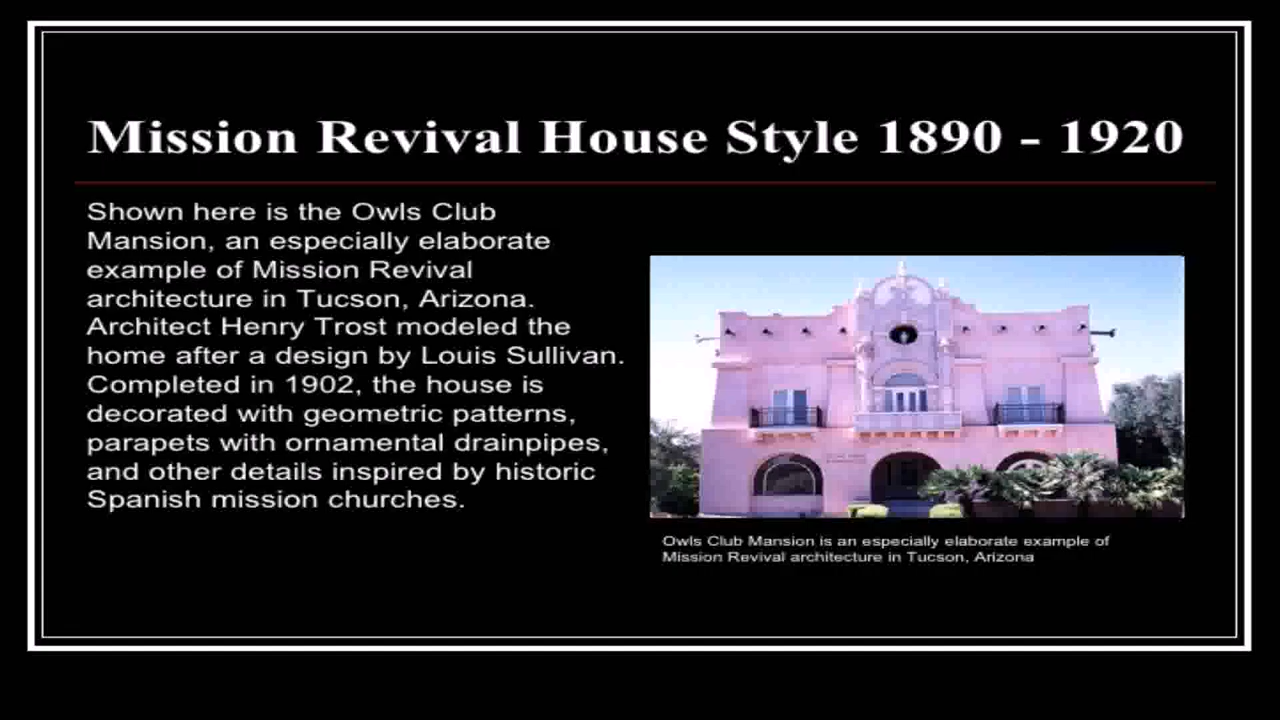 Mission Revival House Style 1890 - 1920
Shown here is the Owls Club
Mansion, an especially elaborate
example of Mission Revival
architecture in Tucson, Arizona.
Architect Henry Trost modeled the
home after a design by Louis Sullivan.
Completed in 1902, the house is
decorated with geometric patterns,
parapets with ornamental drainpipes,
and other details inspired by historic
Spanish mission churches.
Owls Club Mansion is an especially elaborate example of
Mission Revival architecture in Tucson, Arizona